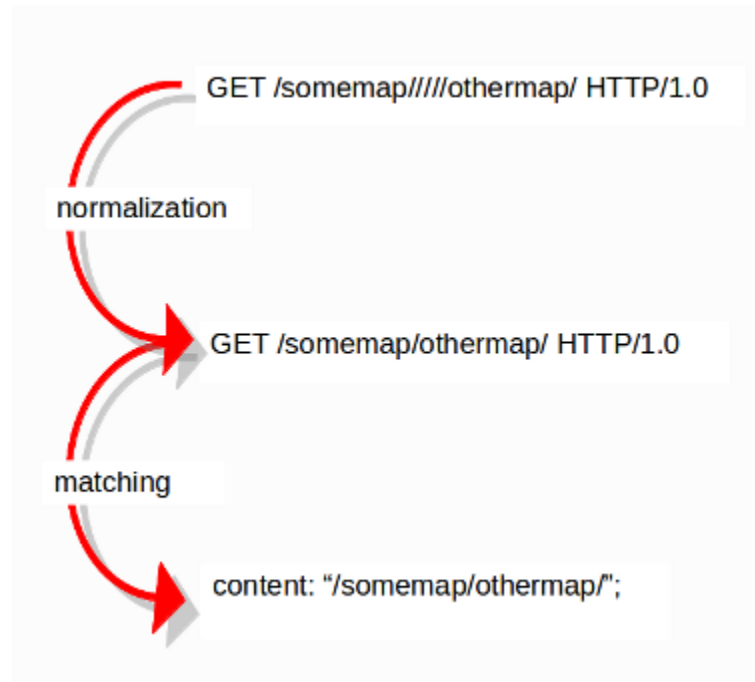 GET /somemap/////othermap/ HTTP/1.0
normalization
GET /somemap/othermap/ HTTP/1.0
matching
content: “/somemap/othermap/”;